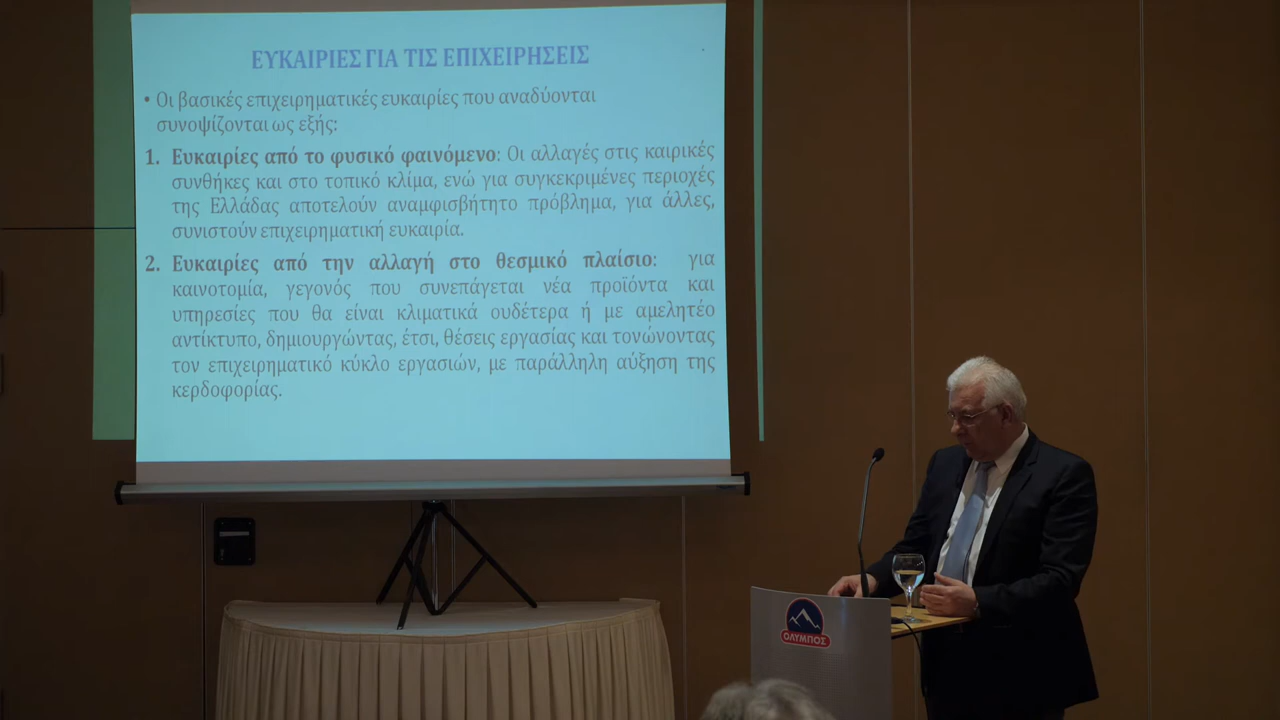 ΕΥΚΑΙΡΙΕΣ ΓΙΑ ΤΙΣ ΕΠΙΧΕΙΡΗΣΕΙΣ
• Οι βασικές επιχειρηματικές ευκαιρίες που αναδύονται
συνοψίζονται ως εξής:
1. Ευκαιρίες από το φυσικό φαινόμενο: Οι αλλαγές στις καιρικές
συνθήκες και στο τοπικό κλίμα, ενώ για συγκεκριμένες περιοχές
της Ελλάδας αποτελούν αναμφισβήτητο πρόβλημα, για άλλες,
συνιστούν επιχειρηματική ευκαιρία.
2. Ευκαιρίες από την αλλαγή στο θεσμικό πλαίσιο: για
καινοτομία, γεγονός που συνεπάγεται νέα προϊόντα και
υπηρεσίες που θα είναι κλιματικά ουδέτερα ή με αμελητέο
αντίκτυπο, δημιουργώντας, έτσι, θέσεις εργασίας και τονώνοντας
τον επιχειρηματικό κύκλο εργασιών, με παράλληλη αύξηση της
κερδοφορίας.
ΟΛΥΜΠΟΣ